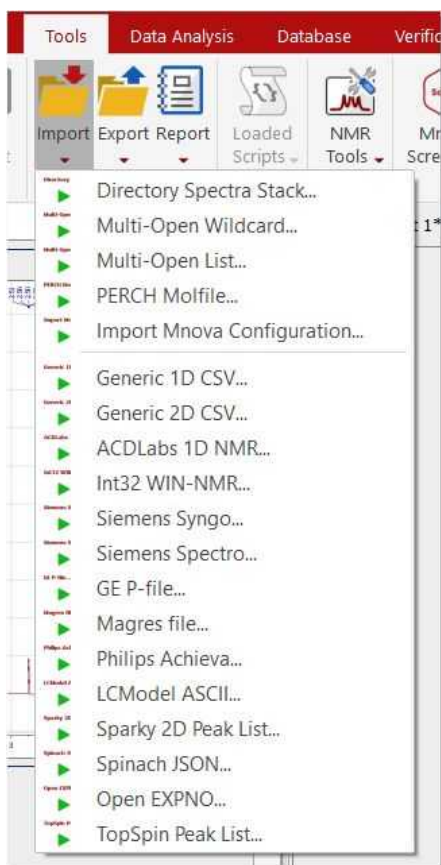 Tools Data Analysis Database
Import Export Report Loaded Scripts NMR Tools
1*
Directory Spectra Stack...
Multi-Open Wildcard...
Multi-Open List...
PERCH Molfile...
Import Mnova Configuration...
Generic 1D CSV...
Generic 2D CSV...
ACDLabs 1D NMR...
Int32 WIN-NMR...
Siemens Syngo...
Siemens Spectro...
GE P-file...
Magres file...
Philips Achieva...
LCModel ASCII...
Sparky 2D Peak List...
Spinach JSON...
Open EXPNO...
TopSpin Peak List...